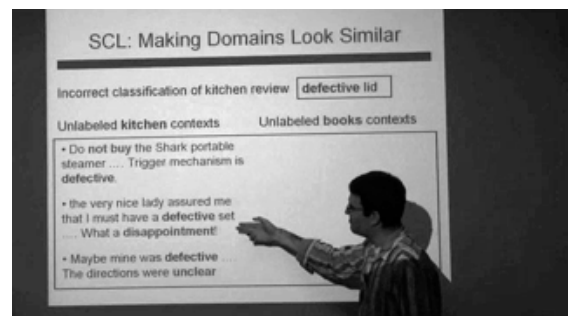 SCL: Making Domains Look Similar
Incorrect classification of kitchen review defective lid
Unlabeled kitchen contexts Unlabeled books contexts
• Do not buy the Shark portable
steamer .... Trigger mechanism is
defective.
• the very nice lady assured me
that I must have a defective set
.... What a disappointment!
• Maybe mine was defective ....
The directions were unclear